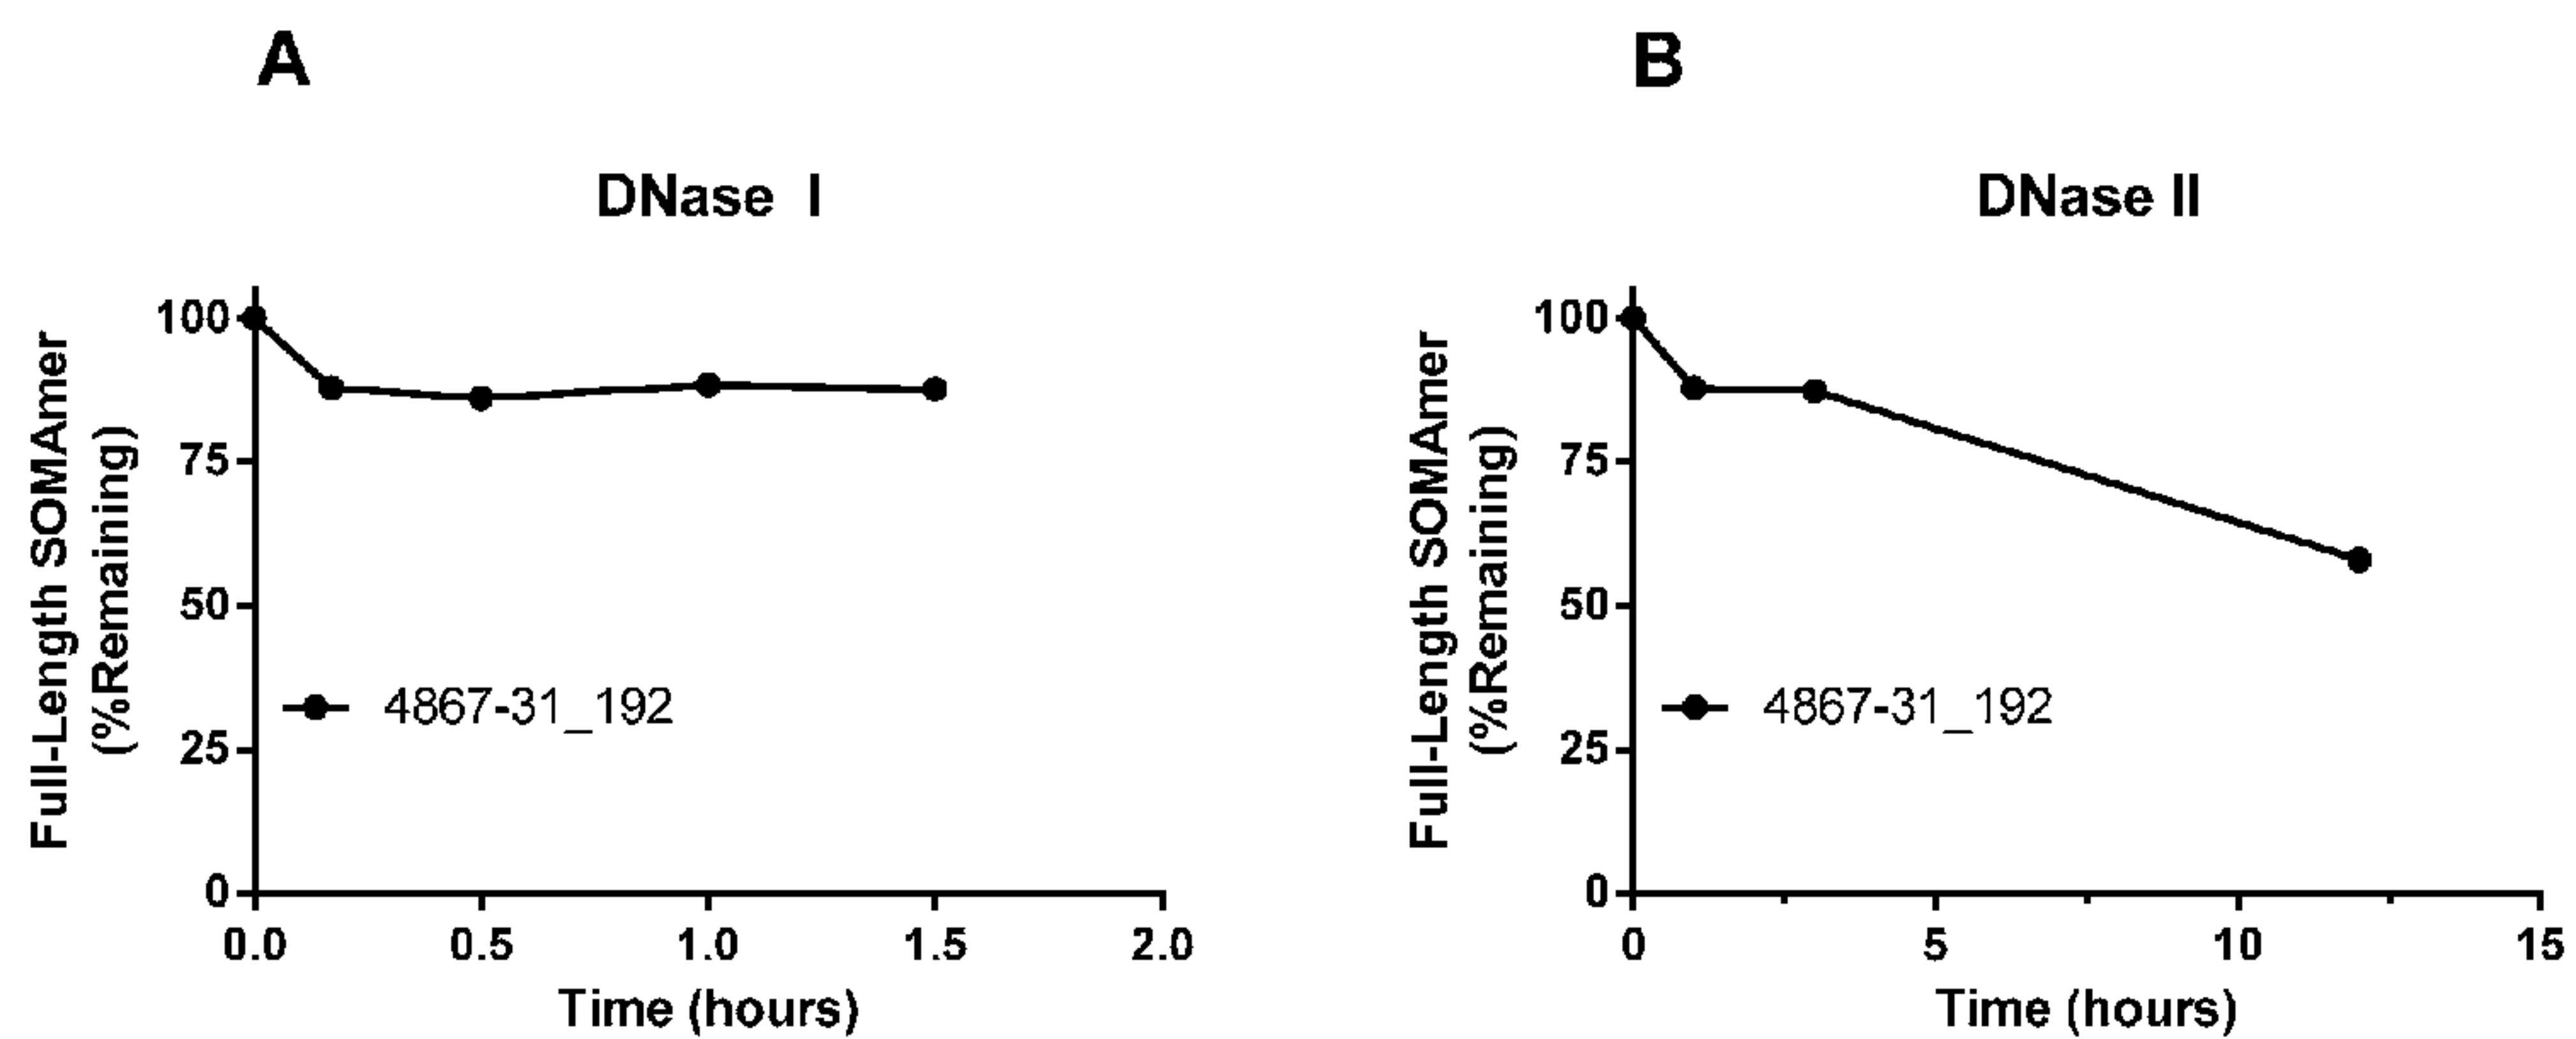 A
DNase I
Full-Length SOMAmer
(%Remaining)
100
75
50
25
0
4867-31_192
0.0 0.5 1.0 1.5 2.0
Time (hours)
B
DNase II
Full-Length SOMAmer
(%Remaining)
100
75
50
25
0
4867-31_192
0 5 10 15
Time (hours)